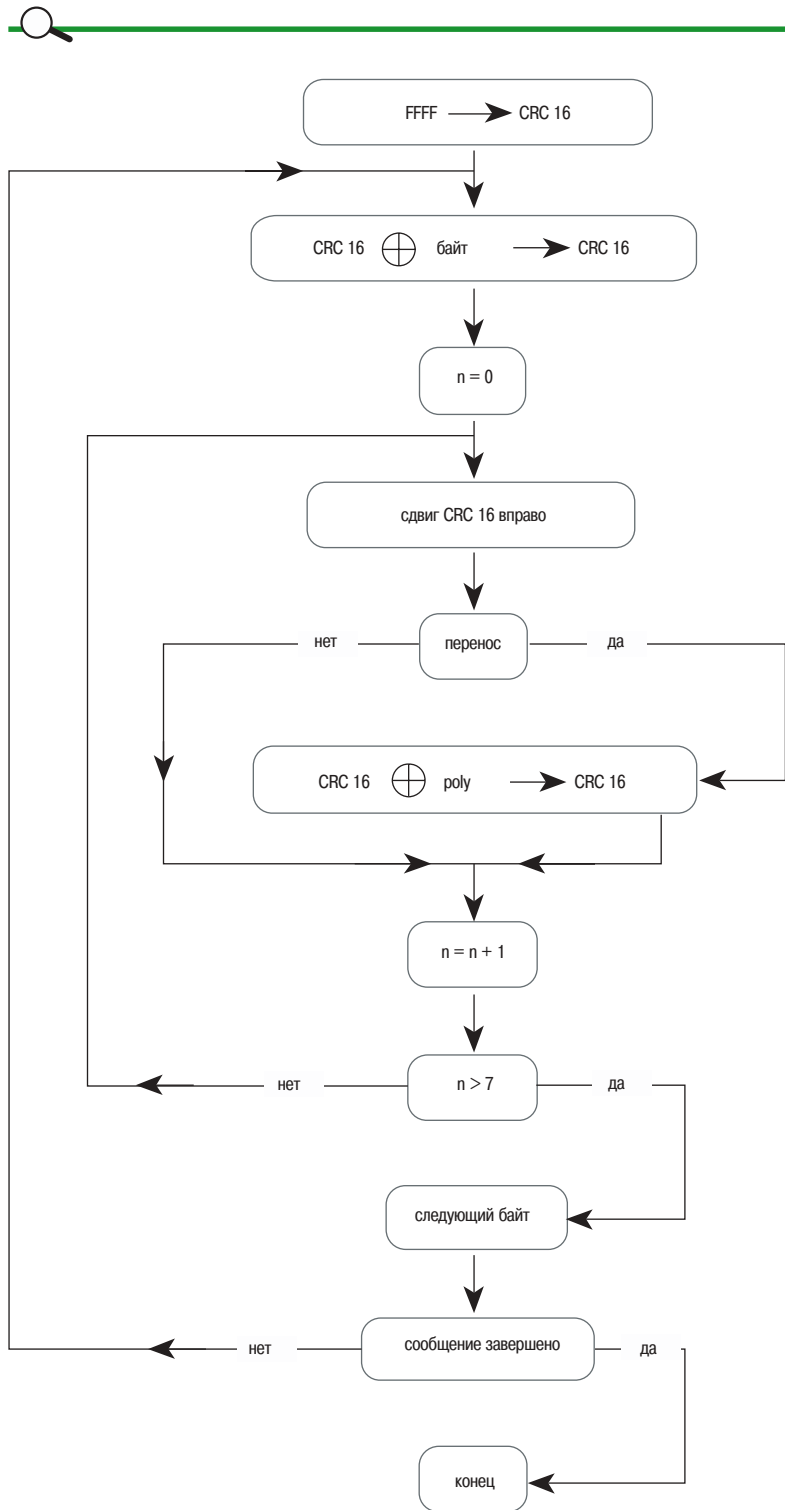 FFFF CRC 16
CRC 16 байт CRC 16
n = 0
сдвиг CRC 16 вправо
нет перенос да
CRC 16 poly CRC 16
n = n + 1
нет n > 7 да
следующий байт
нет сообщение завершено да
конец